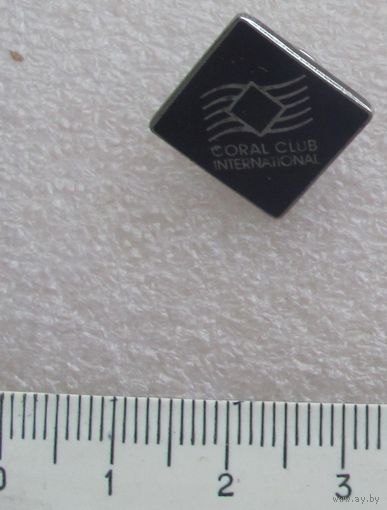 CORAL CLUB
INTERNATIONAL
0 1 2 3
www.ay.by